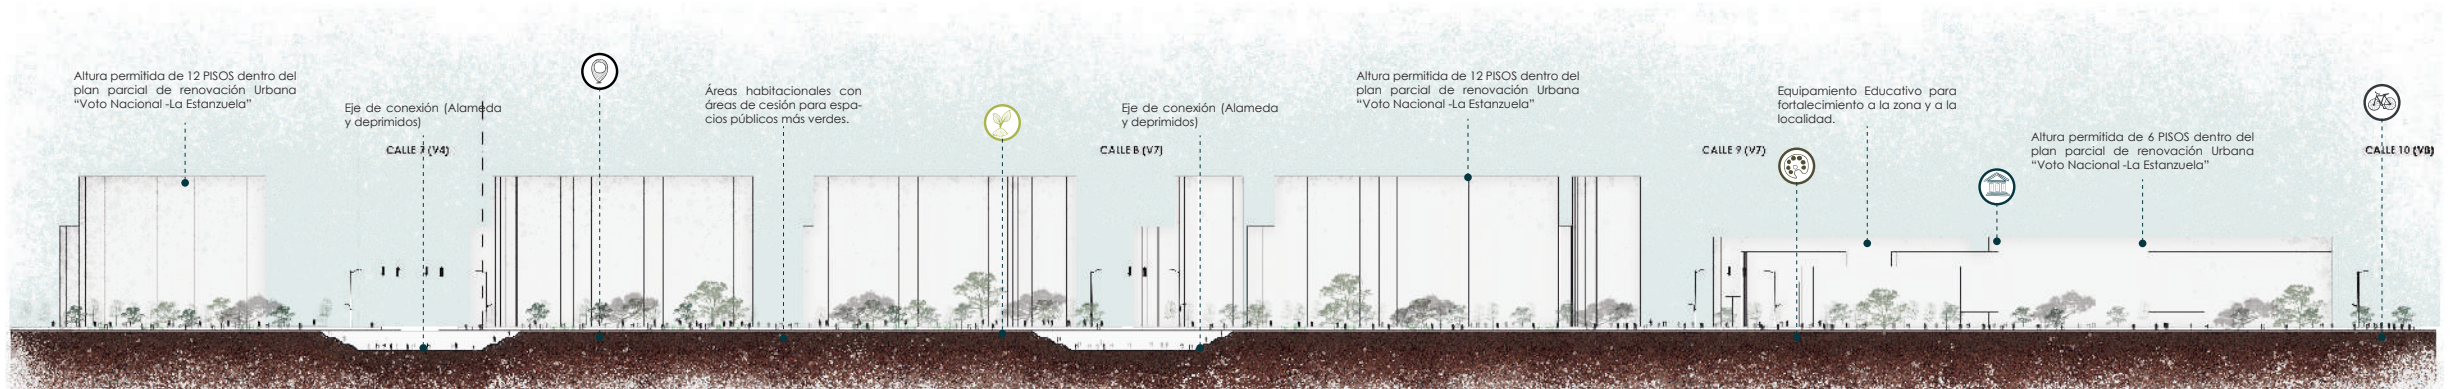 Altura permitida de 12 PISOS dentro del
plan parcial de renovación Urbana
“Voto Nacional -La Estanzuela”
Eje de conexión (Alameda
y deprimidos)
CALLE 7 (V4)
Áreas habitacionales con
áreas de cesión para espa-
cios públicos más verdes.
Eje de conexión (Alameda
y deprimidos)
CALLE 8 (V7)
Altura permitida de 12 PISOS dentro del
plan parcial de renovación Urbana
“Voto Nacional -La Estanzuela”
CALLE 9 (V7)
Equipamiento Educativo para
fortalecimiento a la zona y a la
localidad.
Altura permitida de 6 PISOS dentro del
plan parcial de renovación Urbana
“Voto Nacional -La Estanzuela”
CALLE 10 (V8)